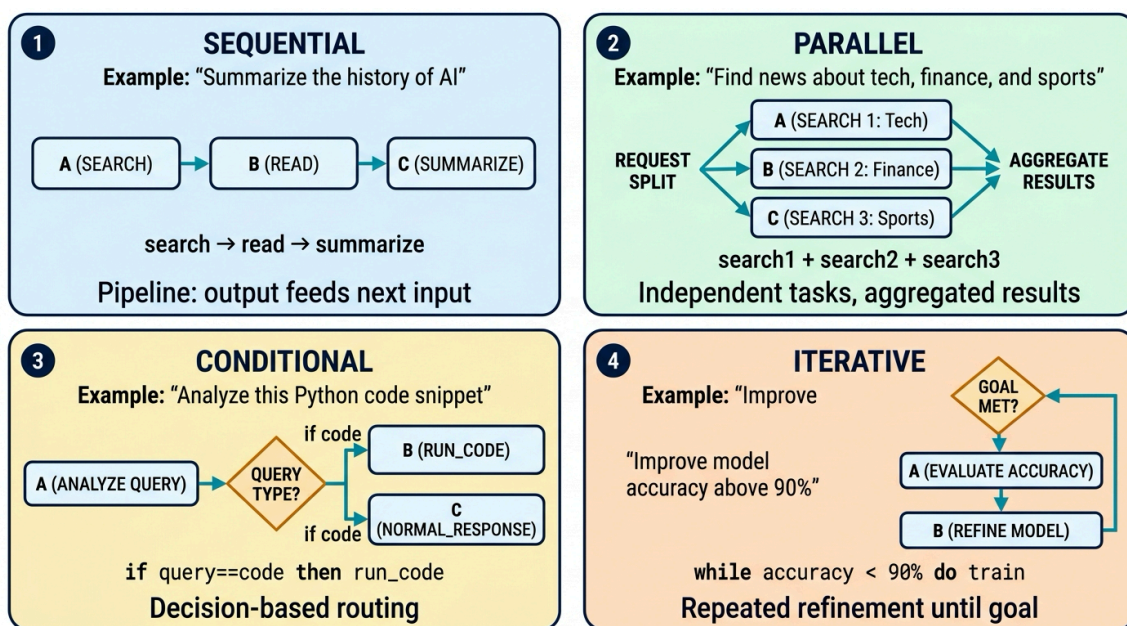 1
SEQUENTIAL
Example: “Summarize the history of AI”
A (SEARCH)
B (READ)
C (SUMMARIZE)
search → read → summarize
Pipeline: output feeds next input
2
PARALLEL
Example: “Find news about tech, finance, and sports”
REQUEST
SPLIT
A (SEARCH 1: Tech)
B (SEARCH 2: Finance)
C (SEARCH 3: Sports)
AGGREGATE
RESULTS
search1 + search2 + search3
Independent tasks, aggregated results
3
CONDITIONAL
Example: “Analyze this Python code snippet”
A (ANALYZE QUERY)
QUERY
TYPE?
if code
B (RUN_CODE)
if code
C
(NORMAL_RESPONSE)
if query==code then run_code
Decision-based routing
4
ITERATIVE
Example: “Improve
“Improve model
accuracy above 90%”
GOAL
MET?
A (EVALUATE ACCURACY)
B (REFINE MODEL)
while accuracy < 90% do train
Repeated refinement until goal